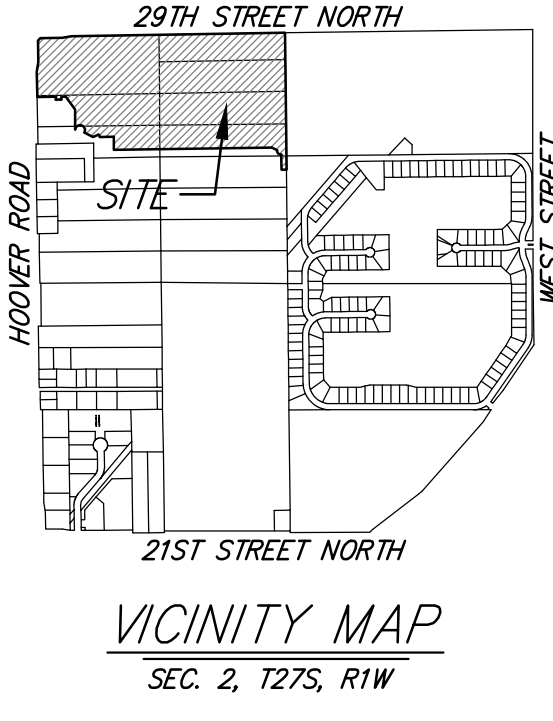 29TH STREET NORTH
SITE
HOOVER ROAD
WEST STREET
21ST STREET NORTH
VICINITY MAP
SEC. 2, T27S, R1W